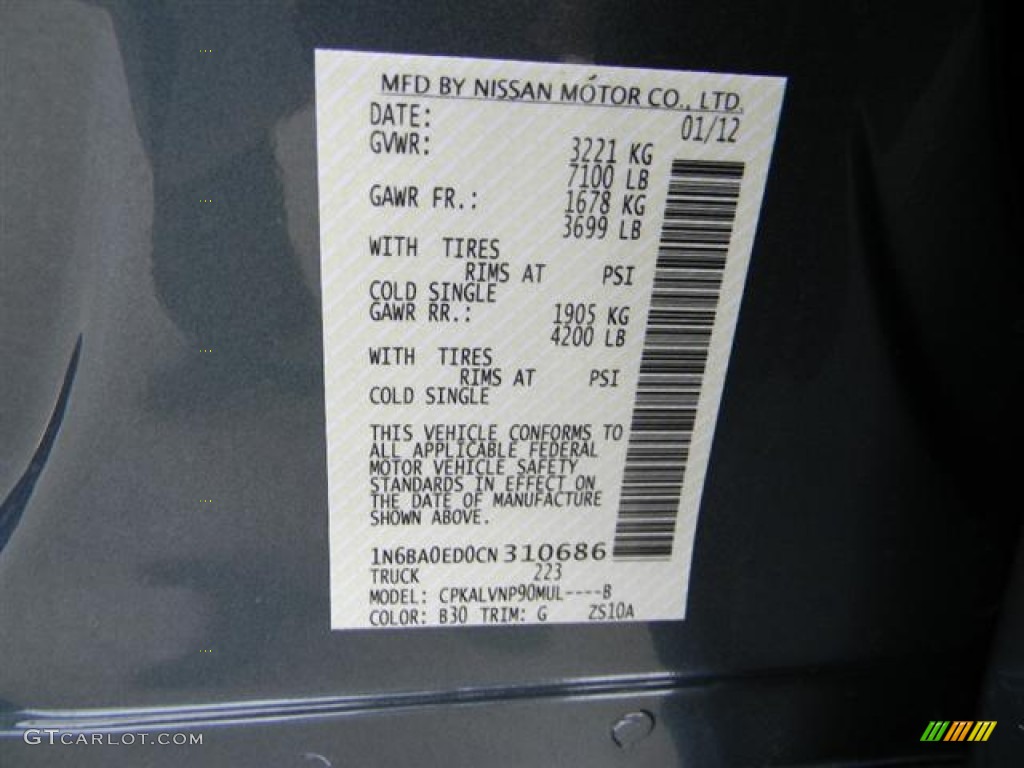 MFD BY NISSAN MOTOR CO., LTD.
DATE: 01/12
GVWR: 3221 KG
7100 LB
GAWR FR.: 1678 KG
3699 LB
WITH TIRES
RIMS AT PSI
COLD SINGLE
GAWR RR.: 1905 KG
4200 LB
WITH TIRES
RIMS AT PSI
COLD SINGLE
THIS VEHICLE CONFORMS TO
ALL APPLICABLE FEDERAL
MOTOR VEHICLE SAFETY
STANDARDS IN EFFECT ON
THE DATE OF MANUFACTURE
SHOWN ABOVE.
1N6BA0ED0CN310686
TRUCK 223
MODEL: CPKALVNP90MUL----B
COLOR: B30 TRIM: G ZS10A
GTCARLOT.COM